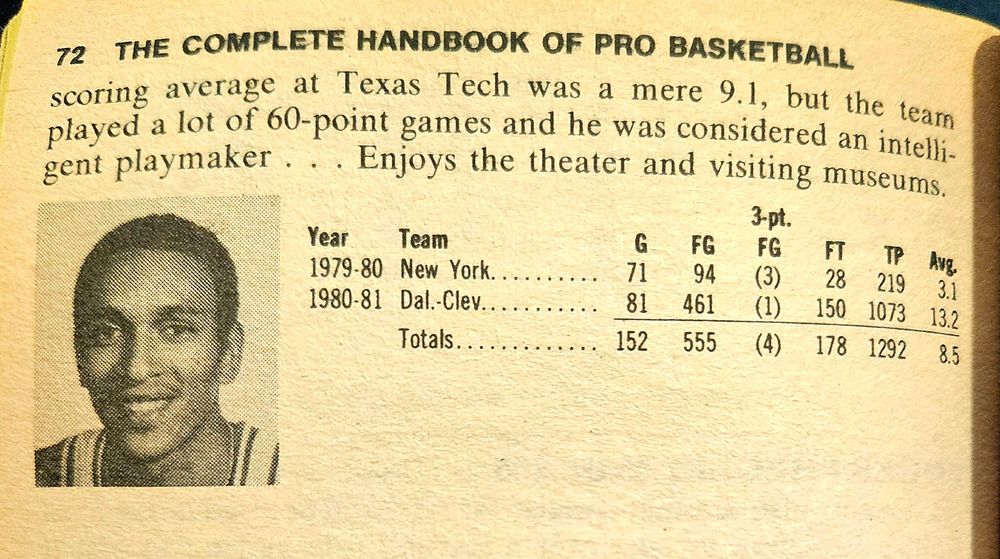 72 THE COMPLETE HANDBOOK OF PRO BASKETBALL
scoring average at Texas Tech was a mere 9.1, but the team
played a lot of 60-point games and he was considered an intelli-
gent playmaker . . . Enjoys the theater and visiting museums.
3-pt.
Year Team G FG FG FT TP Avg.
1979-80 New York.......... 71 94 (3) 28 219 3.1
1980-81 Dal.-Clev........... 81 461 (1) 150 1073 13.2
Totals............. 152 555 (4) 178 1292 8.5